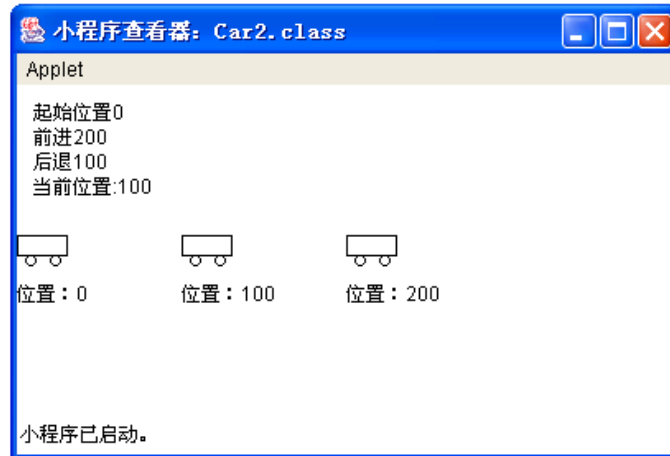 小程序查看器: Car2.class
Applet
起始位置0
前进200
后退100
当前位置:100
位置：0 位置：100 位置：200
小程序已启动。